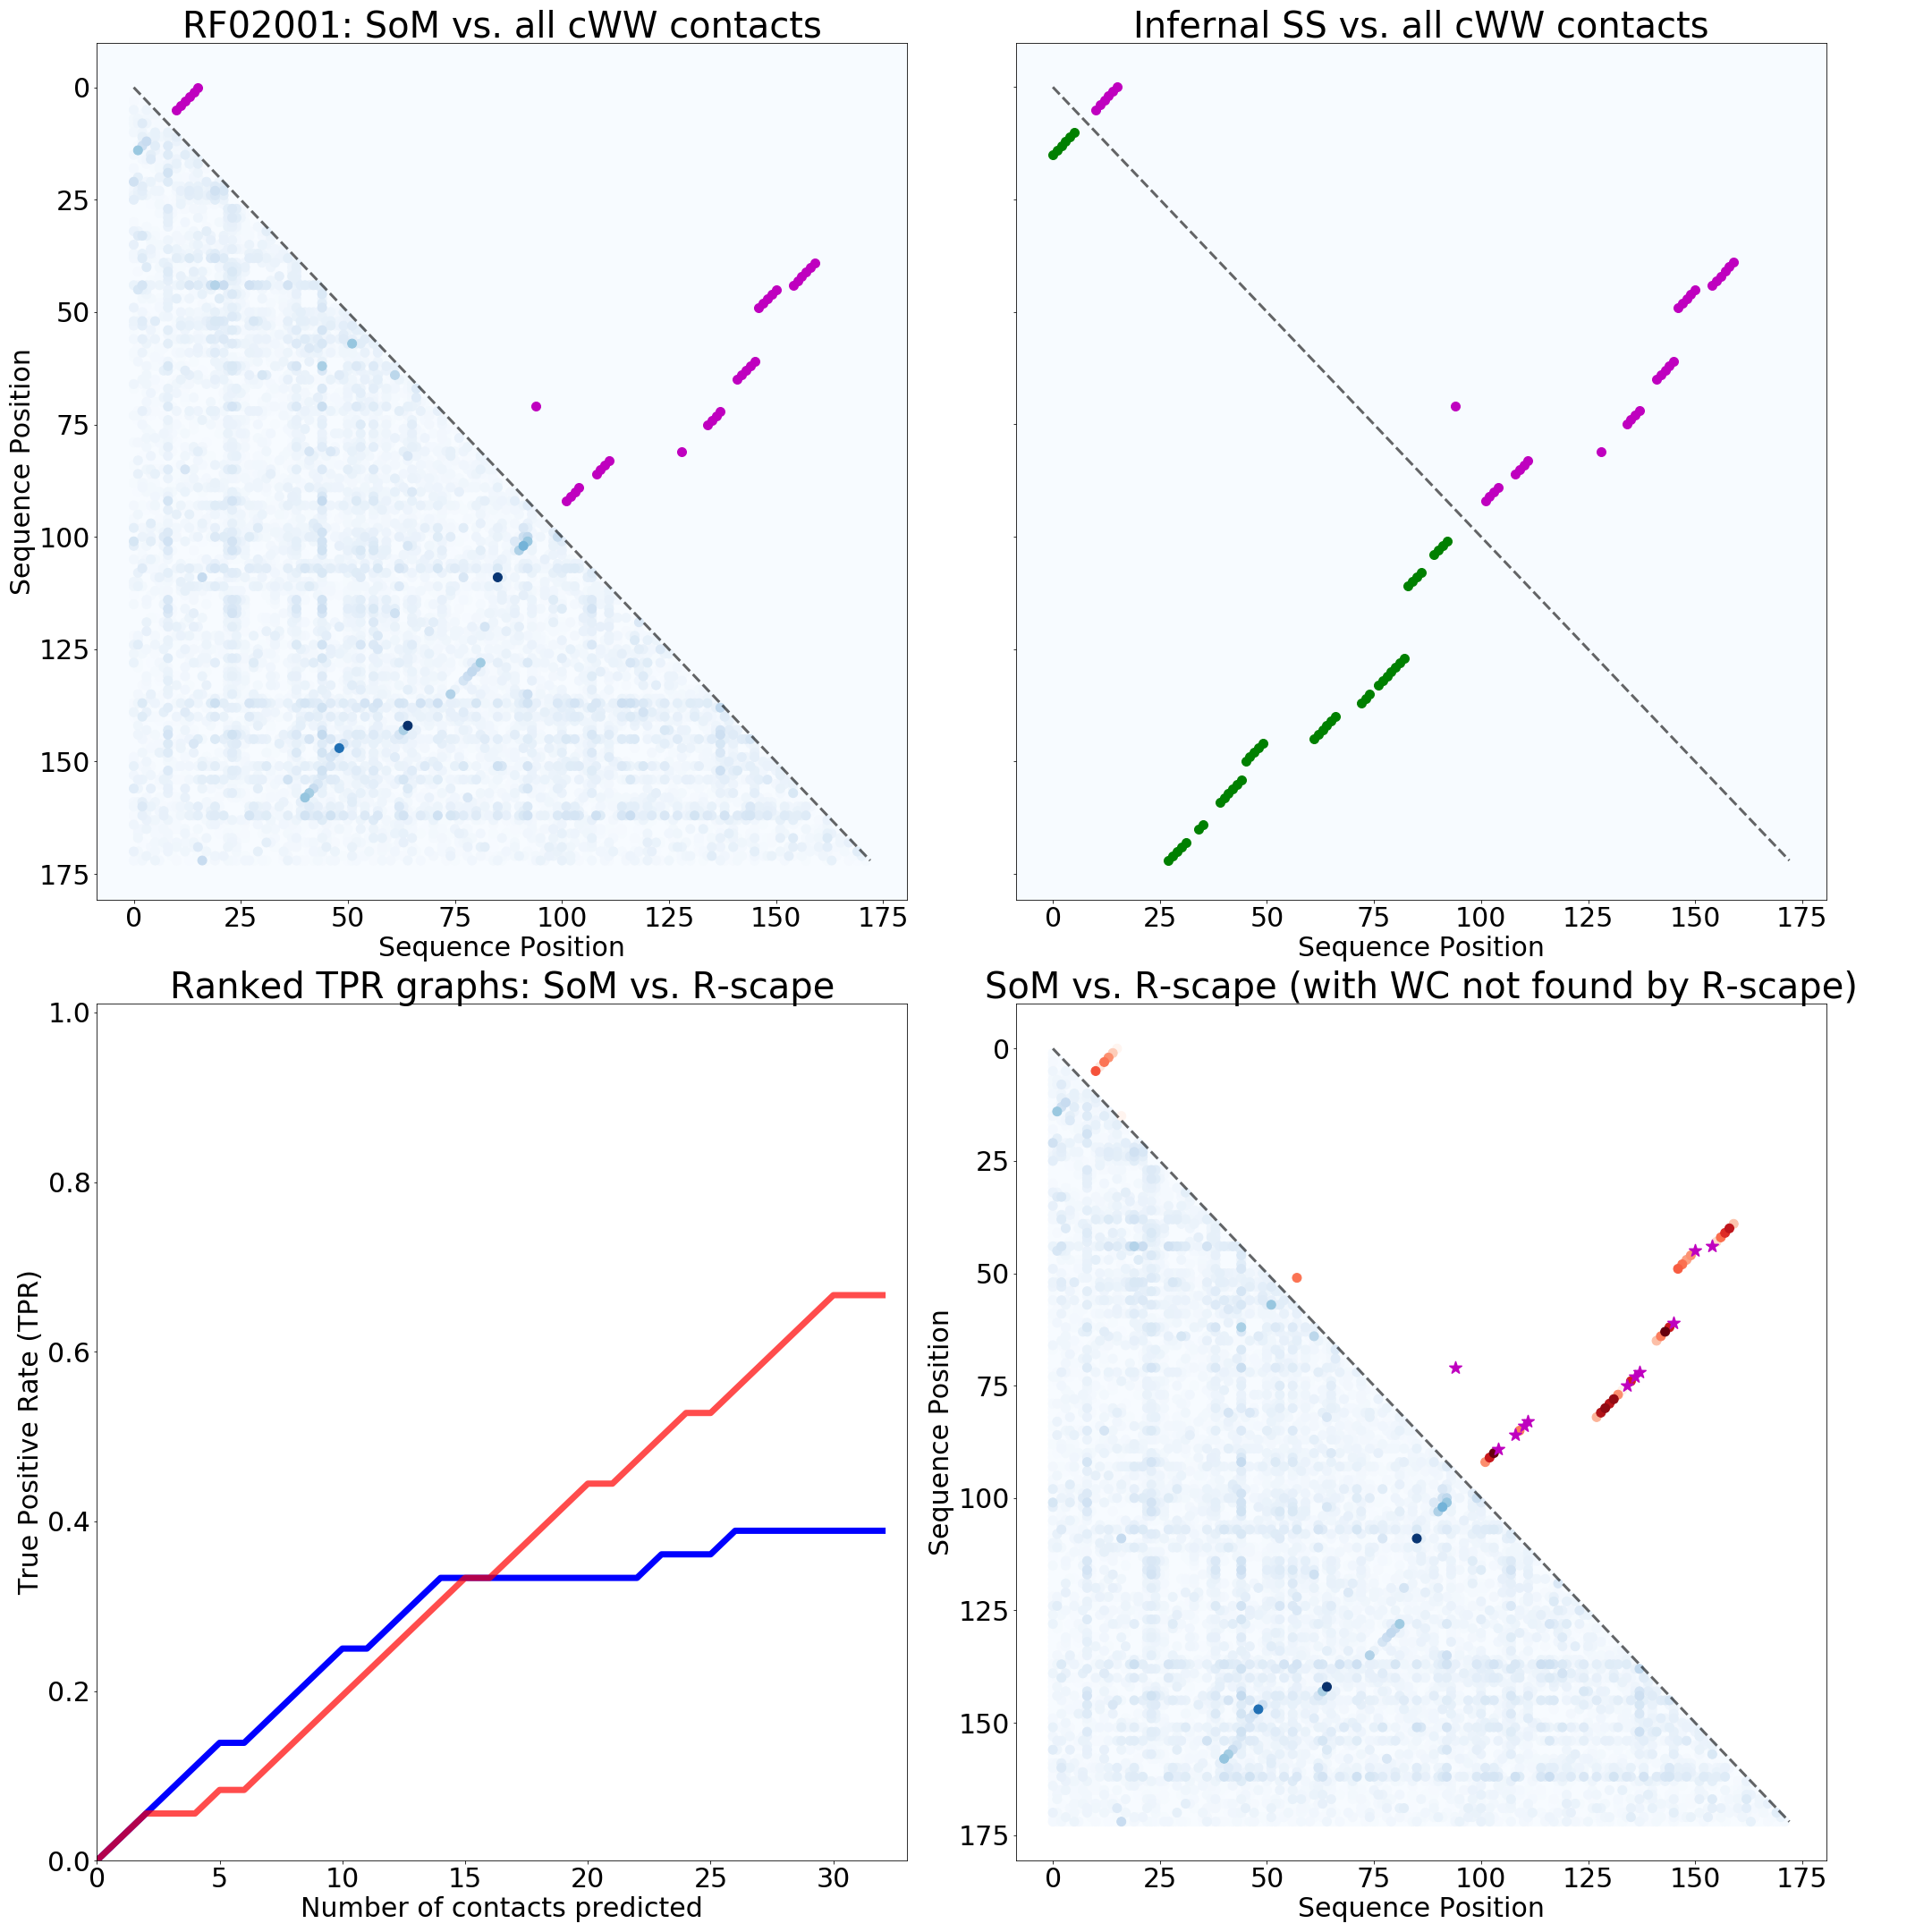 RF02001: SoM vs. all cWW contacts
0
25
50
75
100
125
150
175
Sequence Position
0 25 50 75 100 125 150 175
Sequence Position
Infernal SS vs. all cWW contacts
0 25 50 75 100 125 150 175
Sequence Position
Ranked TPR graphs: SoM vs. R-scape
1.0
0.8
0.6
0.4
0.2
0.0
True Positive Rate (TPR)
0 5 10 15 20 25 30
Number of contacts predicted
SoM vs. R-scape (with WC not found by R-scape)
0
25
50
75
100
125
150
175
Sequence Position
0 25 50 75 100 125 150 175
Sequence Position